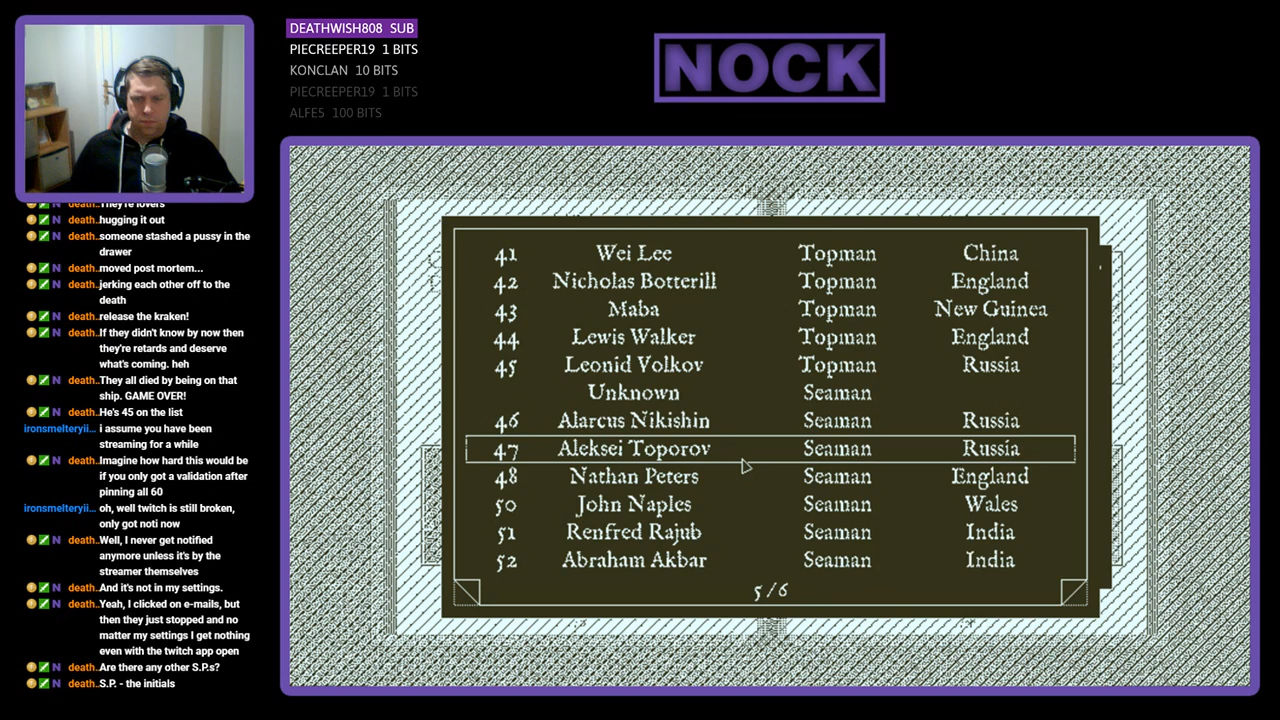 DEATHWISH808 SUB
PIECREEPER19 1 BITS
KONCLAN 10 BITS
PIECREEPER19 1 BITS
ALFE5 100 BITS
NOCK
death..They're lovers
death..hugging it out
death..someone stashed a pussy in the
drawer
death..moved post mortem...
death..jerking each other off to the
death
death..release the kraken!
death..If they didn't know by now then
they're retards and deserve
what's coming. heh
death..They all died by being on that
ship. GAME OVER!
death..He's 45 on the list
ironsmelteryii... i assume you have been
streaming for a while
death..Imagine how hard this would be
if you only got a validation after
pinning all 60
ironsmelteryii... oh, well twitch is still broken,
only got noti now
death..Well, I never get notified
anymore unless it's by the
streamer themselves
death..And it's not in my settings.
death..Yeah, I clicked on e-mails, but
then they just stopped and no
matter my settings I get nothing
even with the twitch app open
death..Are there any other S.P.s?
death..S.P. - the initials
41 Wei Lee Topman China
42 Nicholas Botterill Topman England
43 Maba Topman New Guinea
44 Lewis Walker Topman England
45 Leonid Volkov Topman Russia
Unknown Seaman
46 Alarcus Nikishin Seaman Russia
47 Aleksei Toporov Seaman Russia
48 Nathan Peters Seaman England
50 John Naples Seaman Wales
51 Renfred Rajub Seaman India
52 Abraham Akbar Seaman India
5/6